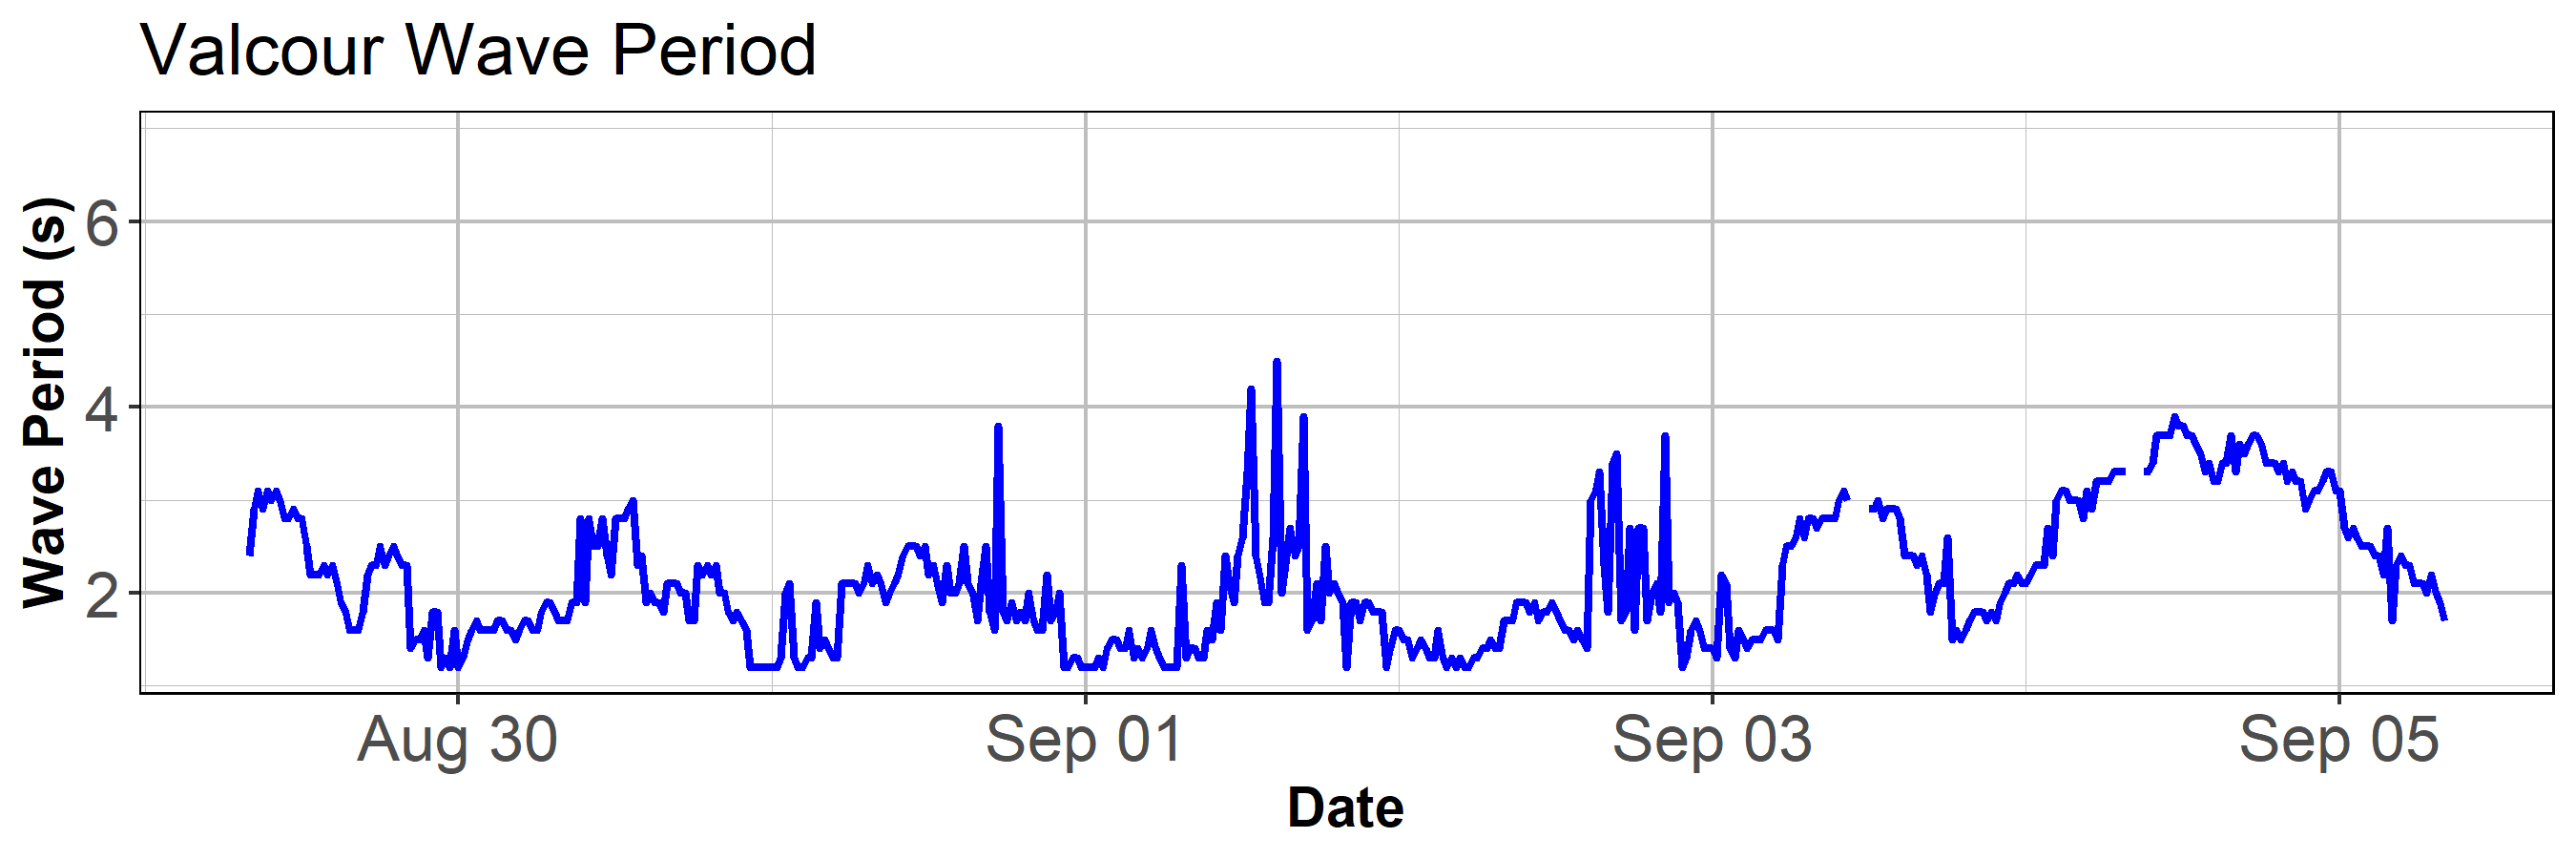 Valcour Wave Period
Wave Period (s)
6
4
2
Aug 30 Sep 01 Sep 03 Sep 05
Date